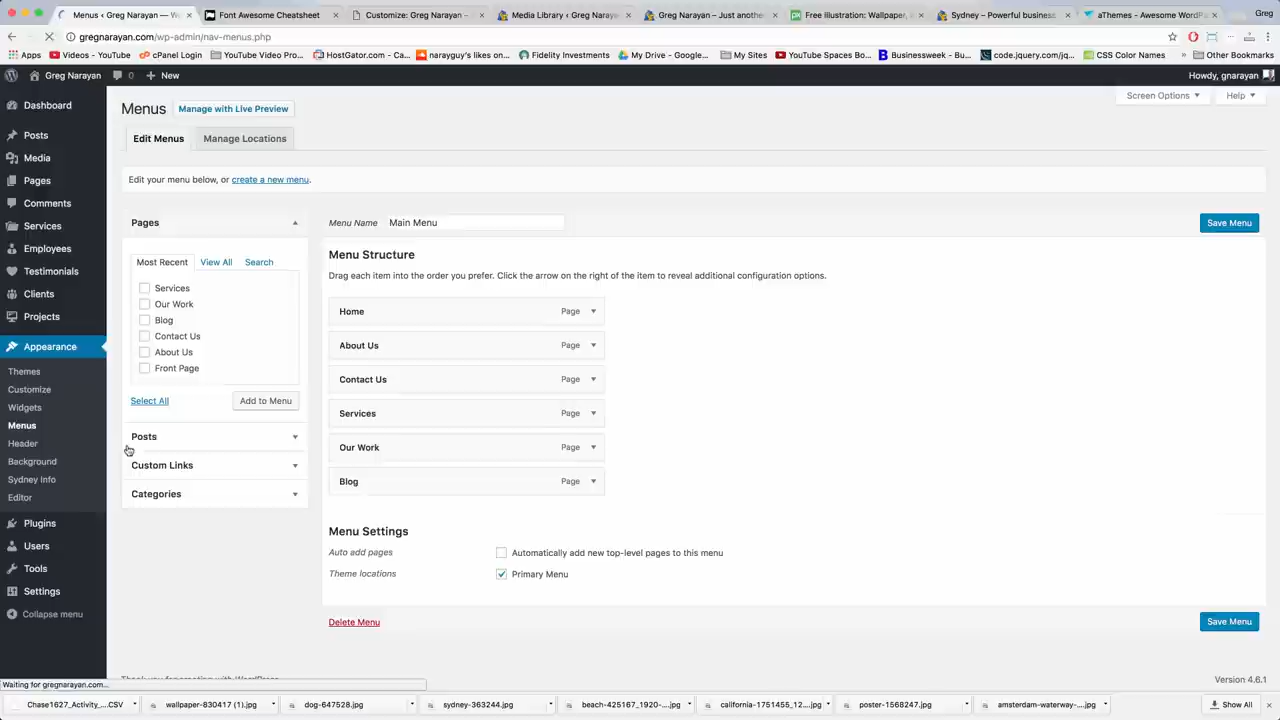 Menus ‹ Greg Narayan — W
Font Awesome Cheatsheet
Customize: Greg Narayan -
Media Library ‹ Greg Narayan
Greg Narayan – Just another
Free illustration: Wallpaper,
Sydney – Powerful business
aThemes - Awesome WordPr
Greg
gregnarayan.com/wp-admin/nav-menus.php
Apps
Videos - YouTube
cPanel Login
YouTube Video Pro...
HostGator.com - Ca...
narayguy's likes on...
Fidelity Investments
My Drive - Google...
My Sites
YouTube Spaces Bo...
Businessweek - Bu...
code.jquery.com/jq...
CSS Color Names
»
Other Bookmarks
Greg Narayan
0
New
Howdy, gnarayan
Menus
Manage with Live Preview
Screen Options
Help
Edit Menus
Manage Locations
Edit your menu below, or create a new menu.
Dashboard
Posts
Media
Pages
Comments
Services
Employees
Testimonials
Clients
Projects
Appearance
Themes
Customize
Widgets
Menus
Header
Background
Sydney Info
Editor
Plugins
Users
Tools
Settings
Collapse menu
Pages
Most Recent
View All
Search
Services
Our Work
Blog
Contact Us
About Us
Front Page
Select All
Add to Menu
Posts
Custom Links
Categories
Menu Name
Main Menu
Save Menu
Menu Structure
Drag each item into the order you prefer. Click the arrow on the right of the item to reveal additional configuration options.
Home Page
About Us Page
Contact Us Page
Services Page
Our Work Page
Blog Page
Menu Settings
Auto add pages
Automatically add new top-level pages to this menu
Theme locations
Primary Menu
Delete Menu
Save Menu
Thank you for creating with WordPress
Version 4.6.1
Waiting for gregnarayan.com...
Chase1627_Activity_....CSV
wallpaper-830417 (1).jpg
dog-647528.jpg
sydney-363244.jpg
beach-425167_1920-...jpg
california-1751455_12....jpg
poster-1568247.jpg
amsterdam-waterway-...jpg
Show All